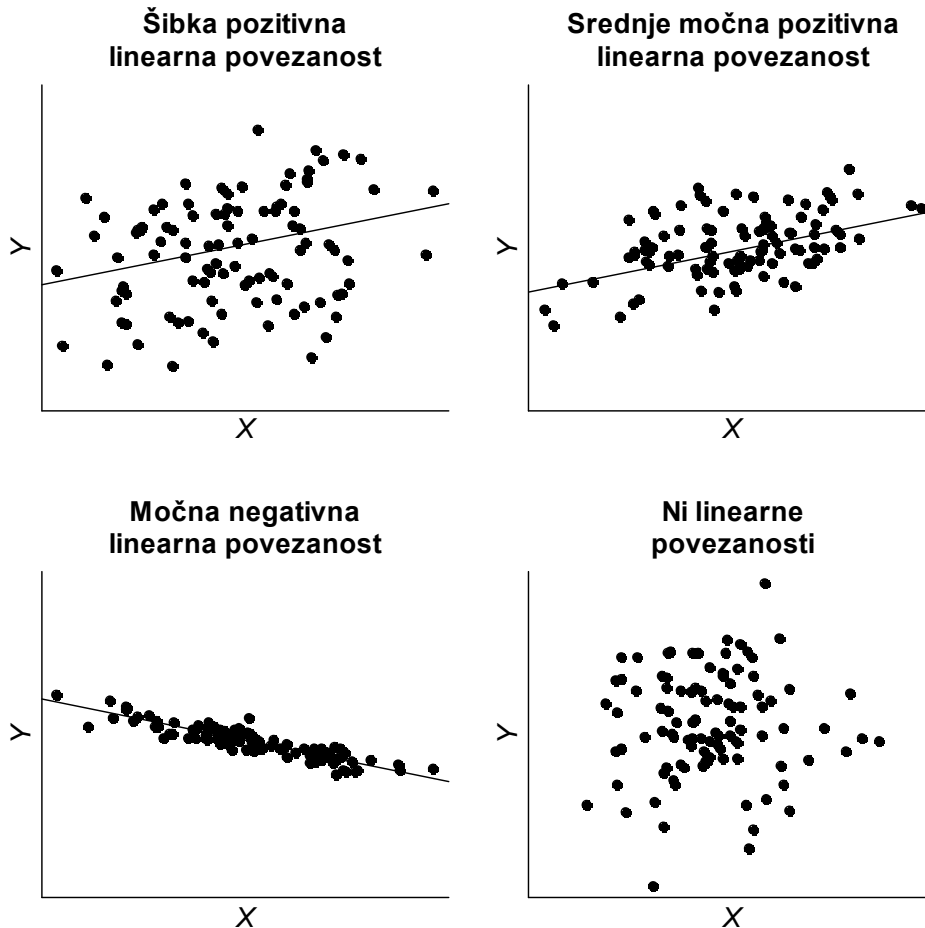 Šibka pozitivna
linearna povezanost
Y
X
Srednje močna pozitivna
linearna povezanost
Y
X
Močna negativna
linearna povezanost
Y
X
Ni linearne
povezanosti
Y
X